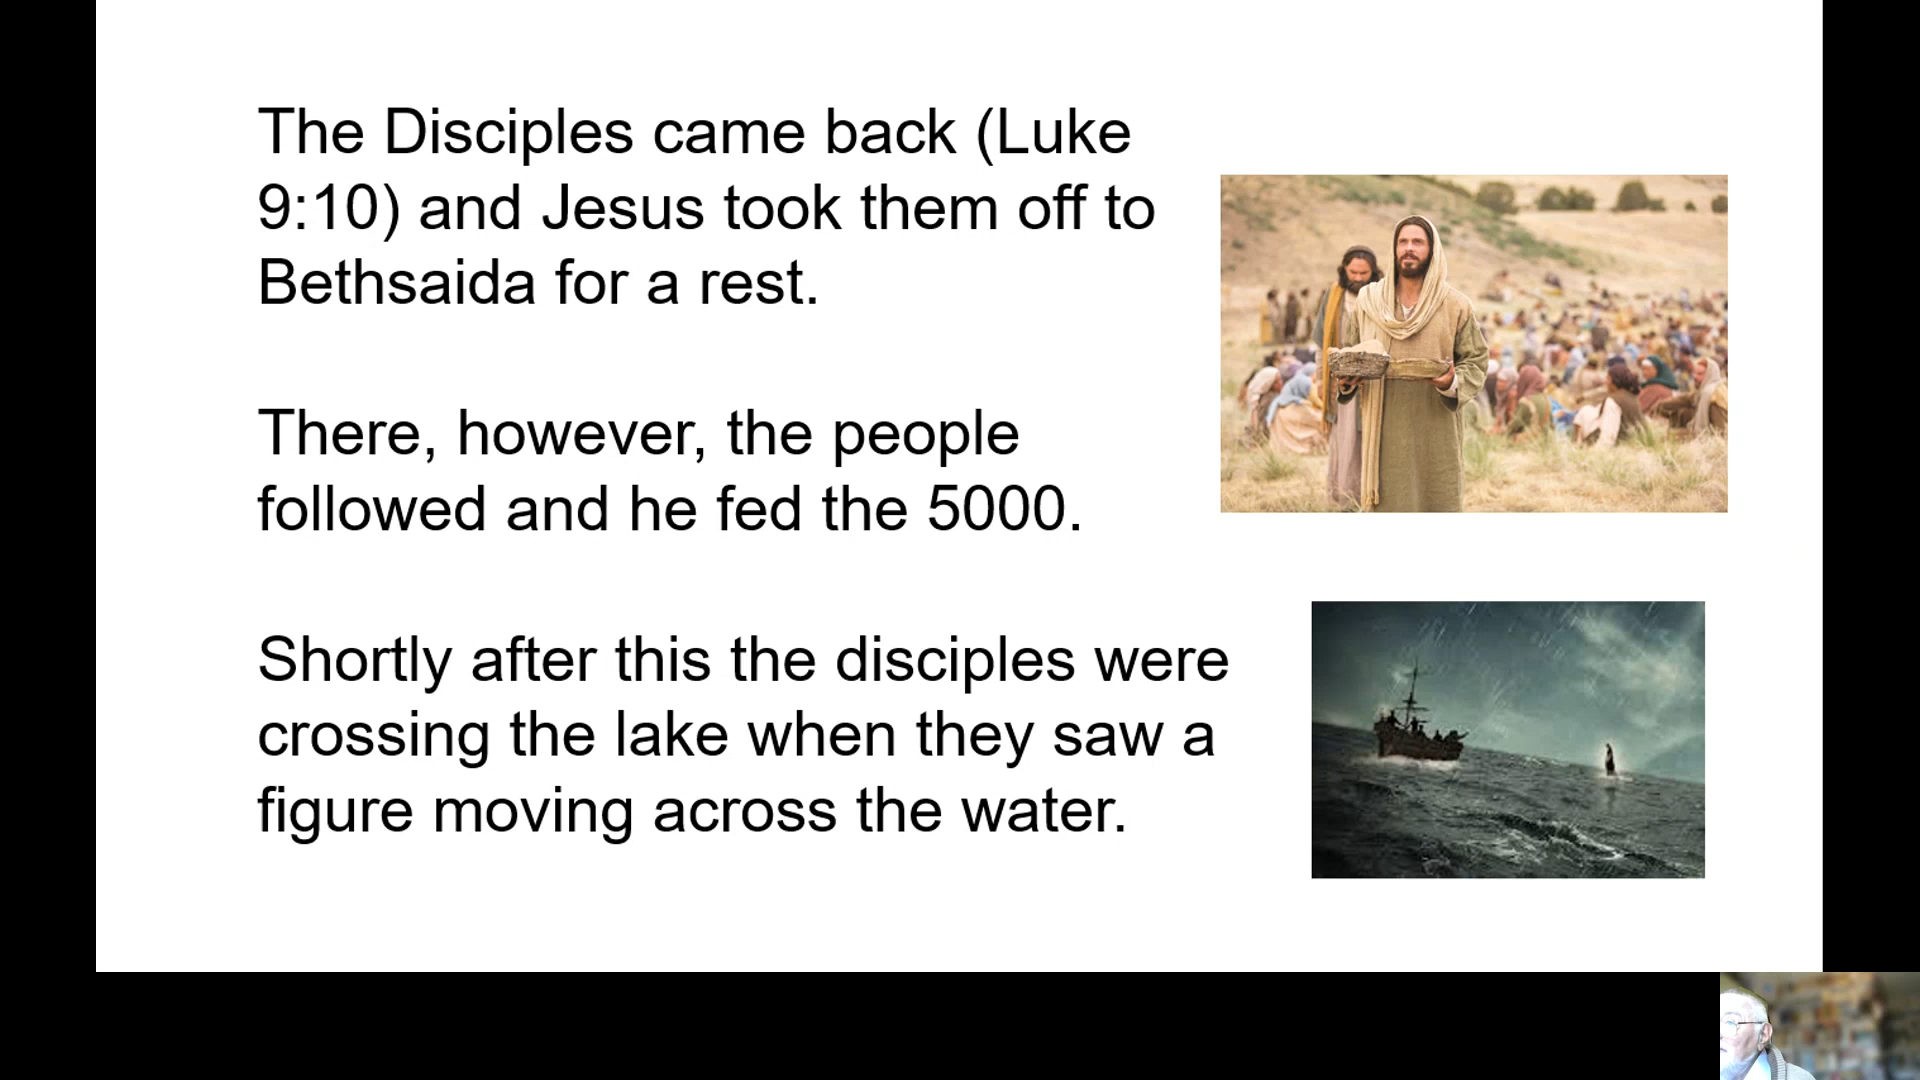 The Disciples came back (Luke
9:10) and Jesus took them off to
Bethsaida for a rest.
There, however, the people
followed and he fed the 5000.
Shortly after this the disciples were
crossing the lake when they saw a
figure moving across the water.